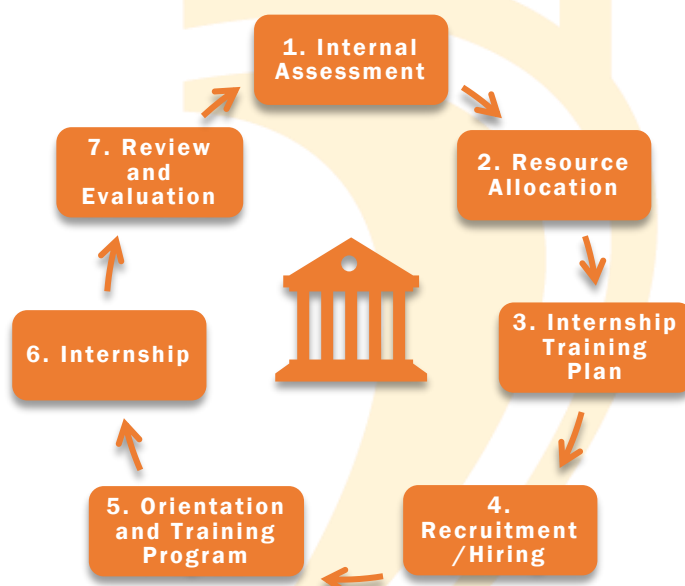 1. Internal
Assessment
2. Resource
Allocation
3. Internship
Training
Plan
4.
Recruitment
/Hiring
5. Orientation
and Training
Program
6. Internship
7. Review
and
Evaluation